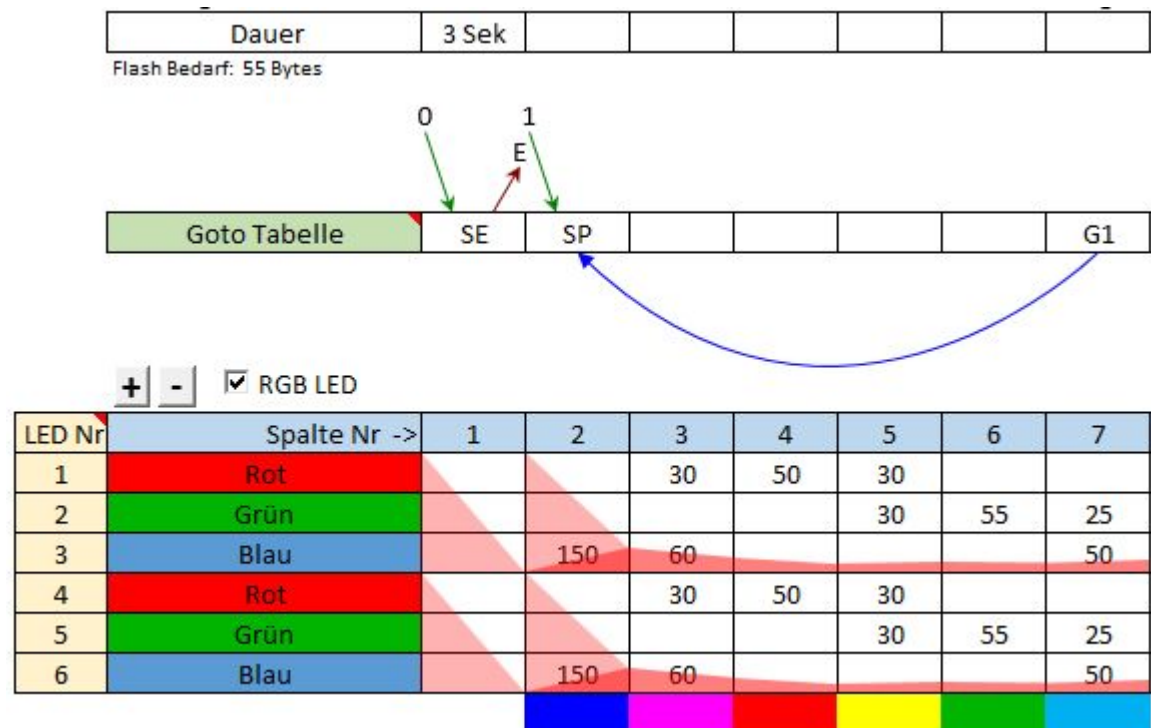 Dauer 3 Sek
Flash Bedarf: 55 Bytes
0 1
E
Goto Tabelle SE SP G1
+ - RGB LED
LED Nr Spalte Nr -> 1 2 3 4 5 6 7
1 Rot 30 50 30
2 Grün 30 55 25
3 Blau 150 60 50
4 Rot 30 50 30
5 Grün 30 55 25
6 Blau 150 60 50